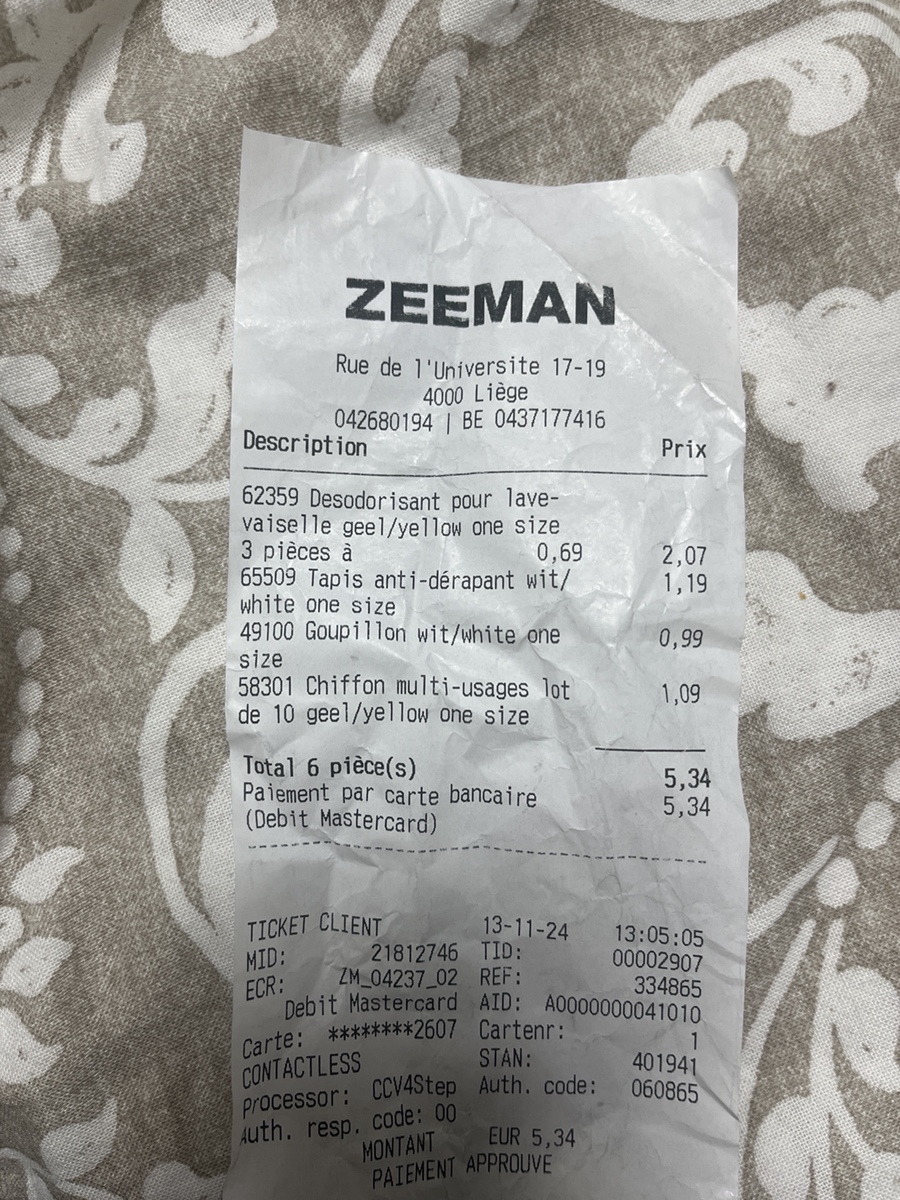 ZEEMAN
Rue de l'Universite 17-19
4000 Liège
042680194 | BE 0437177416
Description Prix
62359 Desodorisant pour lave-
vaiselle geel/yellow one size
3 pièces à 0,69 2,07
65509 Tapis anti-dérapant wit/ 1,19
white one size
49100 Goupillon wit/white one 0,99
size
58301 Chiffon multi-usages lot 1,09
de 10 geel/yellow one size
Total 6 pièce(s) 5,34
Paiement par carte bancaire 5,34
(Debit Mastercard)
TICKET CLIENT 13-11-24 13:05:05
MID: 21812746 TID: 00002907
ECR: ZM_04237_02 REF: 334865
Debit Mastercard AID: A0000000041010
Carte: ********2607 Cartenr: 1
CONTACTLESS STAN: 401941
Processor: CCV4Step Auth. code: 060865
Auth. resp. code: 00
MONTANT EUR 5,34
PAIEMENT APPROUVE